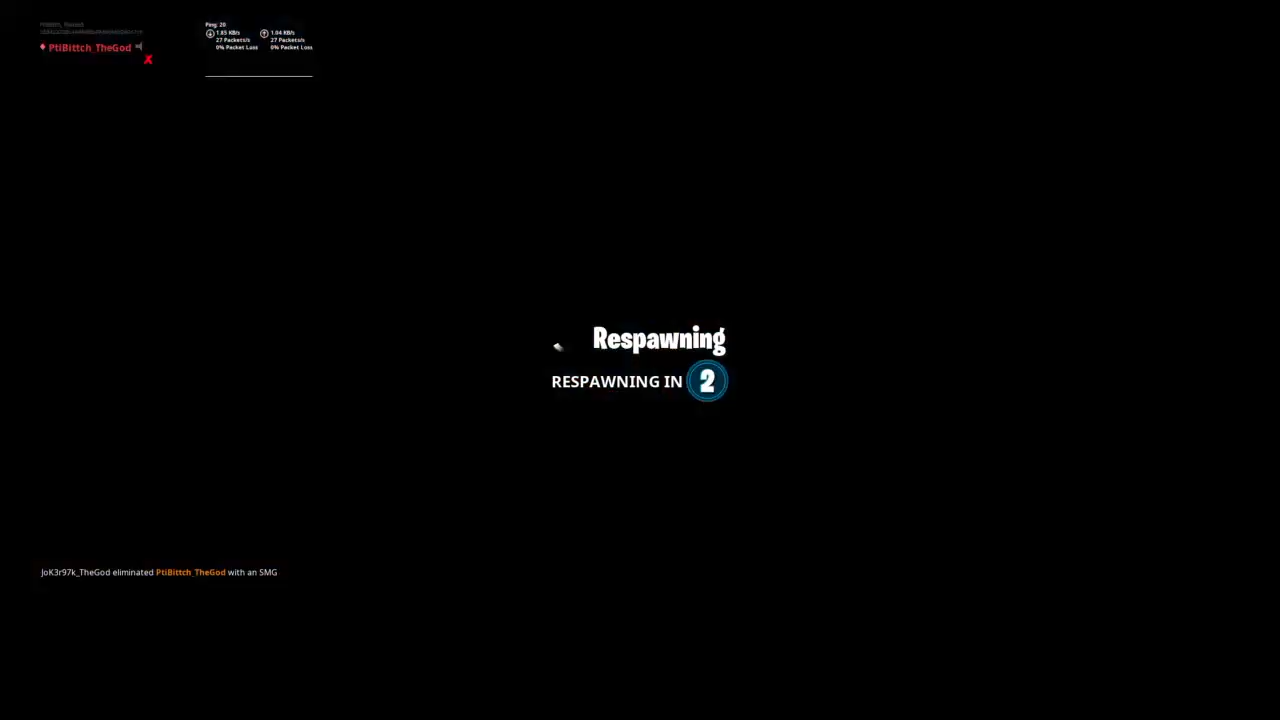 PtiBittch_TheGod
Ping: 20
1.85 KB/s
27 Packets/s
0% Packet Loss
1.04 KB/s
27 Packets/s
0% Packet Loss
Respawning
RESPAWNING IN 2
JoK3r97k_TheGod eliminated PtiBittch_TheGod with an SMG